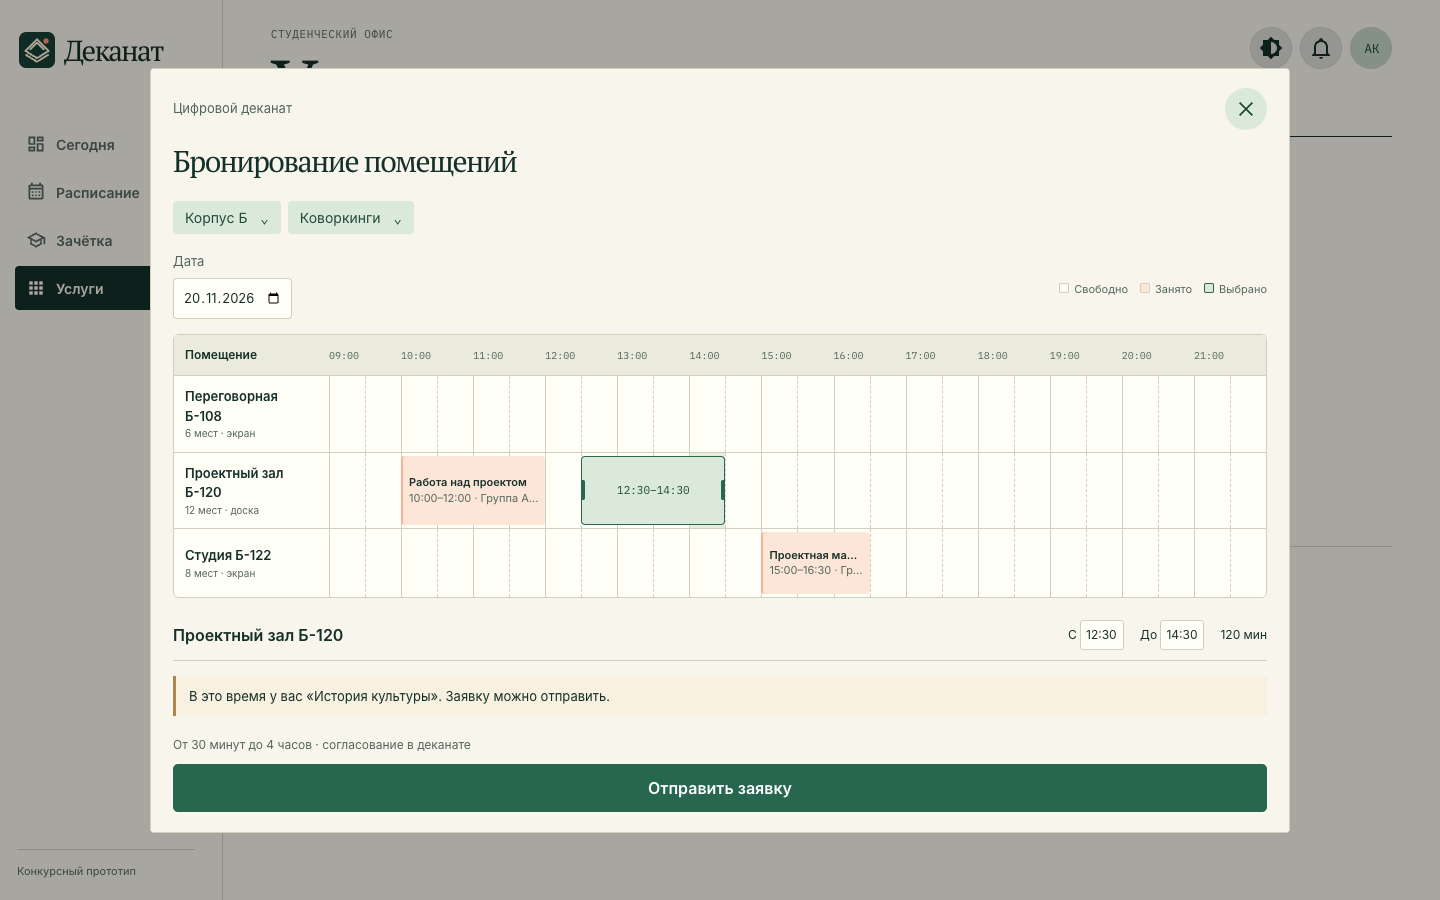 Деканат
СТУДЕНЧЕСКИЙ ОФИС
АК
Сегодня
Расписание
Зачётка
Услуги
Конкурсный прототип
Цифровой деканат
Бронирование помещений
Корпус Б
Коворкинги
Дата
20.11.2026
Свободно
Занято
Выбрано
Помещение 09:00 10:00 11:00 12:00 13:00 14:00 15:00 16:00 17:00 18:00 19:00 20:00 21:00
Переговорная
Б-108
6 мест · экран
Проектный зал
Б-120
12 мест · доска
Работа над проектом
10:00–12:00 · Группа А...
12:30–14:30
Студия Б-122
8 мест · экран
Проектная ма...
15:00–16:30 · Гр...
Проектный зал Б-120
С 12:30 До 14:30 120 мин
В это время у вас «История культуры». Заявку можно отправить.
От 30 минут до 4 часов · согласование в деканате
Отправить заявку